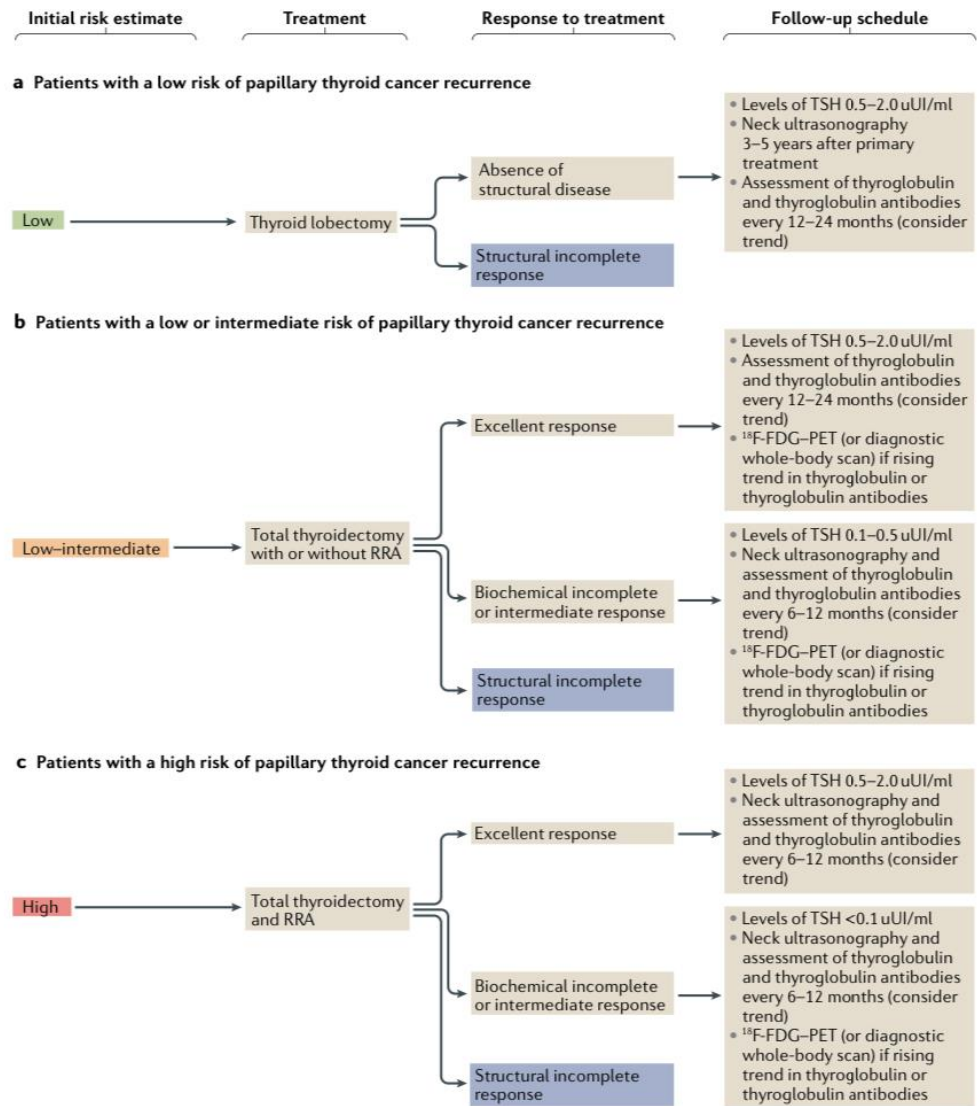 Initial risk estimate
Treatment
Response to treatment
Follow-up schedule
a Patients with a low risk of papillary thyroid cancer recurrence
Low
Thyroid lobectomy
Absence of
structural disease
Structural incomplete
response
• Levels of TSH 0.5–2.0 uUI/ml
• Neck ultrasonography
3–5 years after primary
treatment
• Assessment of thyroglobulin
and thyroglobulin antibodies
every 12–24 months (consider
trend)
b Patients with a low or intermediate risk of papillary thyroid cancer recurrence
Low–intermediate
Total thyroidectomy
with or without RRA
Excellent response
• Levels of TSH 0.5–2.0 uUI/ml
• Assessment of thyroglobulin
and thyroglobulin antibodies
every 12–24 months (consider
trend)
• ¹⁸F-FDG–PET (or diagnostic
whole-body scan) if rising
trend in thyroglobulin or
thyroglobulin antibodies
Biochemical incomplete
or intermediate response
• Levels of TSH 0.1–0.5 uUI/ml
• Neck ultrasonography and
assessment of thyroglobulin
and thyroglobulin antibodies
every 6–12 months (consider
trend)
• ¹⁸F-FDG–PET (or diagnostic
whole-body scan) if rising
trend in thyroglobulin or
thyroglobulin antibodies
Structural incomplete
response
c Patients with a high risk of papillary thyroid cancer recurrence
High
Total thyroidectomy
and RRA
Excellent response
• Levels of TSH 0.5–2.0 uUI/ml
• Neck ultrasonography and
assessment of thyroglobulin
and thyroglobulin antibodies
every 6–12 months (consider
trend)
Biochemical incomplete
or intermediate response
• Levels of TSH <0.1 uUI/ml
• Neck ultrasonography and
assessment of thyroglobulin
and thyroglobulin antibodies
every 6–12 months (consider
trend)
• ¹⁸F-FDG–PET (or diagnostic
whole-body scan) if rising
trend in thyroglobulin or
thyroglobulin antibodies
Structural incomplete
response